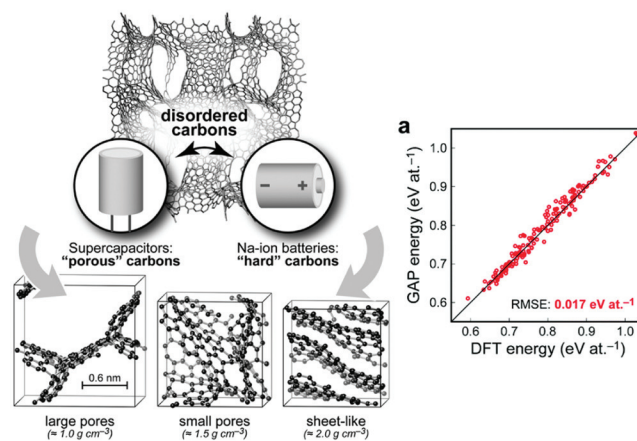 disordered
carbons
− +
Supercapacitors:
"porous" carbons
Na-ion batteries:
"hard" carbons
0.6 nm
large pores
(≈ 1.0 g cm⁻³)
small pores
(≈ 1.5 g cm⁻³)
sheet-like
(≈ 2.0 g cm⁻³)
a
GAP energy (eV at.⁻¹)
1.0
0.9
0.8
0.7
0.6
RMSE: 0.017 eV at.⁻¹
0.6 0.7 0.8 0.9 1.0
DFT energy (eV at.⁻¹)